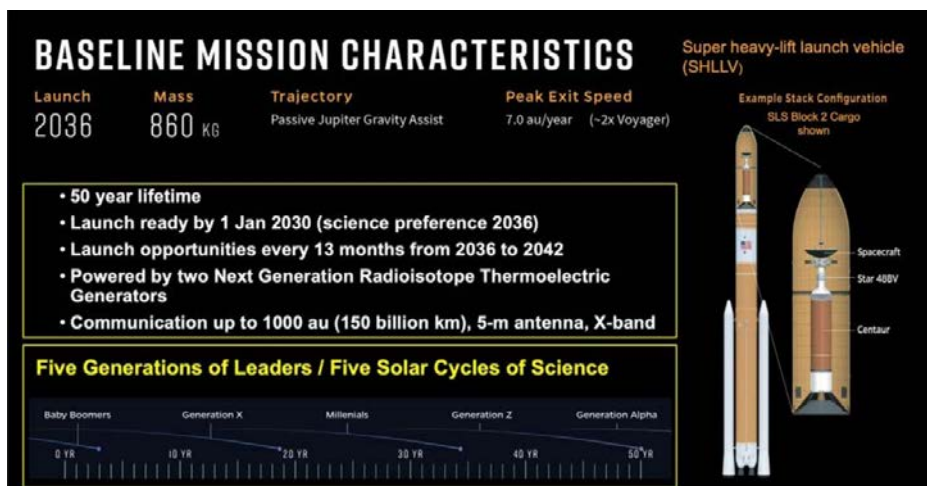 BASELINE MISSION CHARACTERISTICS
Launch
2036
Mass
860 KG
Trajectory
Passive Jupiter Gravity Assist
Peak Exit Speed
7.0 au/year (~2x Voyager)
• 50 year lifetime
• Launch ready by 1 Jan 2030 (science preference 2036)
• Launch opportunities every 13 months from 2036 to 2042
• Powered by two Next Generation Radioisotope Thermoelectric
Generators
• Communication up to 1000 au (150 billion km), 5-m antenna, X-band
Five Generations of Leaders / Five Solar Cycles of Science
Baby Boomers Generation X Millenials Generation Z Generation Alpha
0 YR 10 YR 20 YR 30 YR 40 YR 50 YR
Super heavy-lift launch vehicle
(SHLLV)
Example Stack Configuration
SLS Block 2 Cargo
shown
Spacecraft
Star 48BV
Centaur